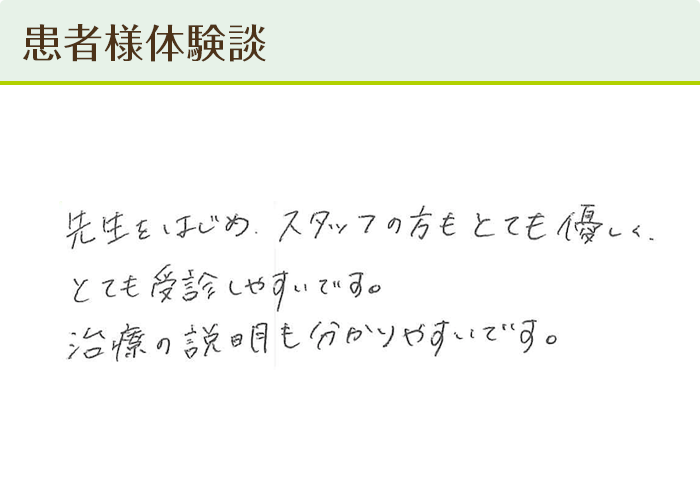 患者様体験談
先生をはじめ、スタッフの方もとても優しく、
とても受診しやすいです。
治療の説明も分かりやすいです。